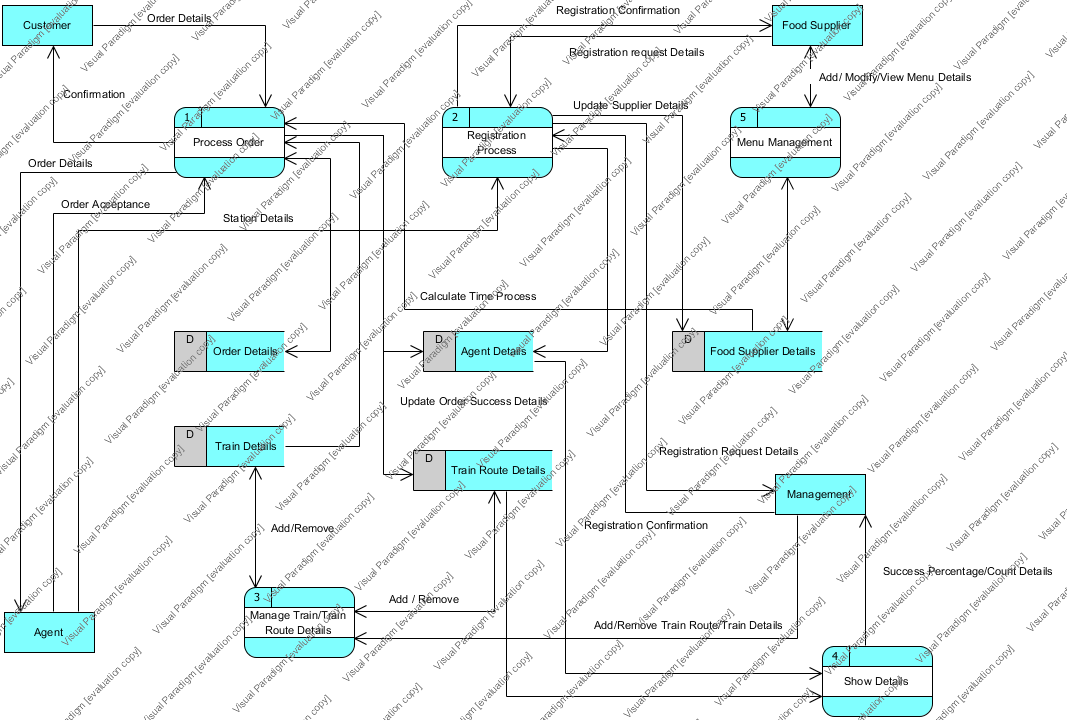 Registration Confirmation
Customer
Order Details
Food Supplier
Registration request Details
Add/ Modify/View Menu Details
Confirmation
Update Supplier Details
1
2
5
Process Order
Registration
Process
Menu Management
Order Details
Order Acceptance
Station Details
Calculate Time Process
D
Order Details
D
Agent Details
D
Food Supplier Details
Update Order Success Details
D
Train Details
D
Train Route Details
Registration Request Details
Management
Registration Confirmation
Add/Remove
Success Percentage/Count Details
3
Manage Train/Train
Route Details
Add / Remove
Add/Remove Train Route/Train Details
Agent
4
Show Details
Visual Paradigm [evaluation copy]